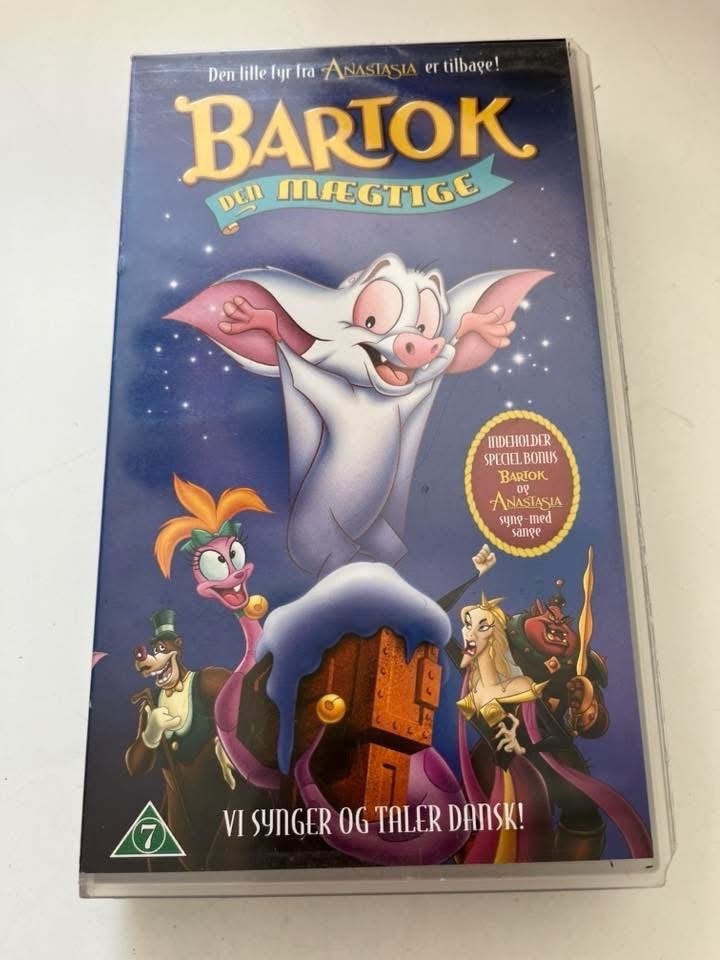 Den lille fyr fra ANASTASIA er tilbage!
BARTOK
DEN MÆGTIGE
INDEHOLDER
SPECIEL BONUS
BARTOK
og
ANASTASIA
syng-med
sange
VI SYNGER OG TALER DANSK!
7